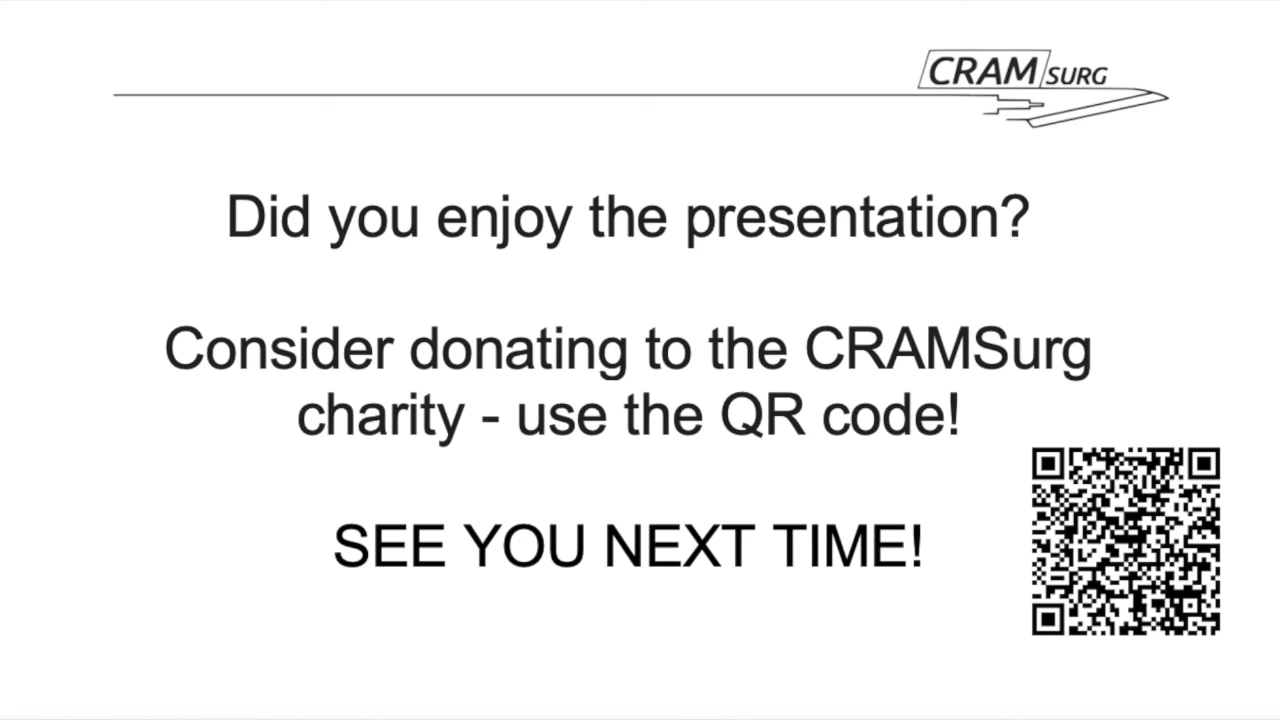 CRAM SURG
Did you enjoy the presentation?
Consider donating to the CRAMSurg
charity - use the QR code!
SEE YOU NEXT TIME!